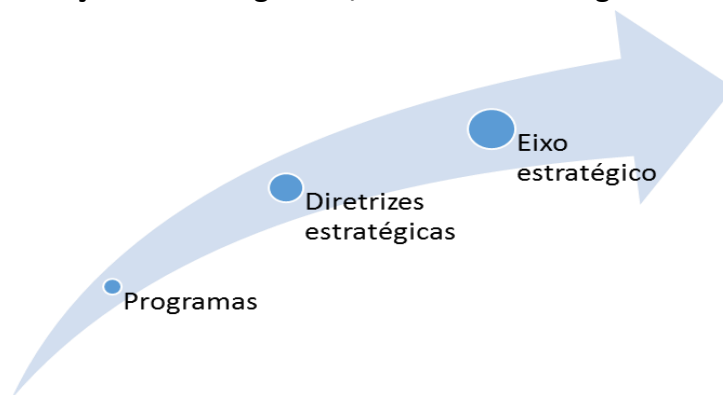 Eixo
estratégico
Diretrizes
estratégicas
Programas